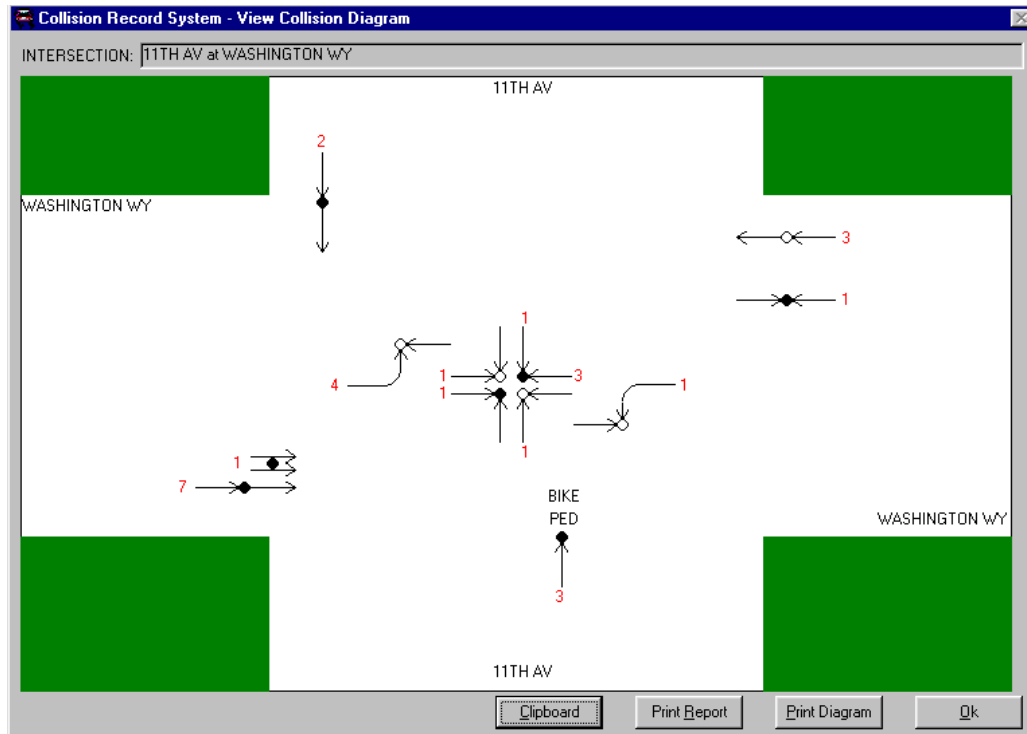 Collision Record System - View Collision Diagram
INTERSECTION: 11TH AV at WASHINGTON WY
11TH AV
2
WASHINGTON WY
3
1
1
1
3
4
1
1
1
1
7
BIKE
PED
WASHINGTON WY
3
11TH AV
Clipboard Print Report Print Diagram Ok